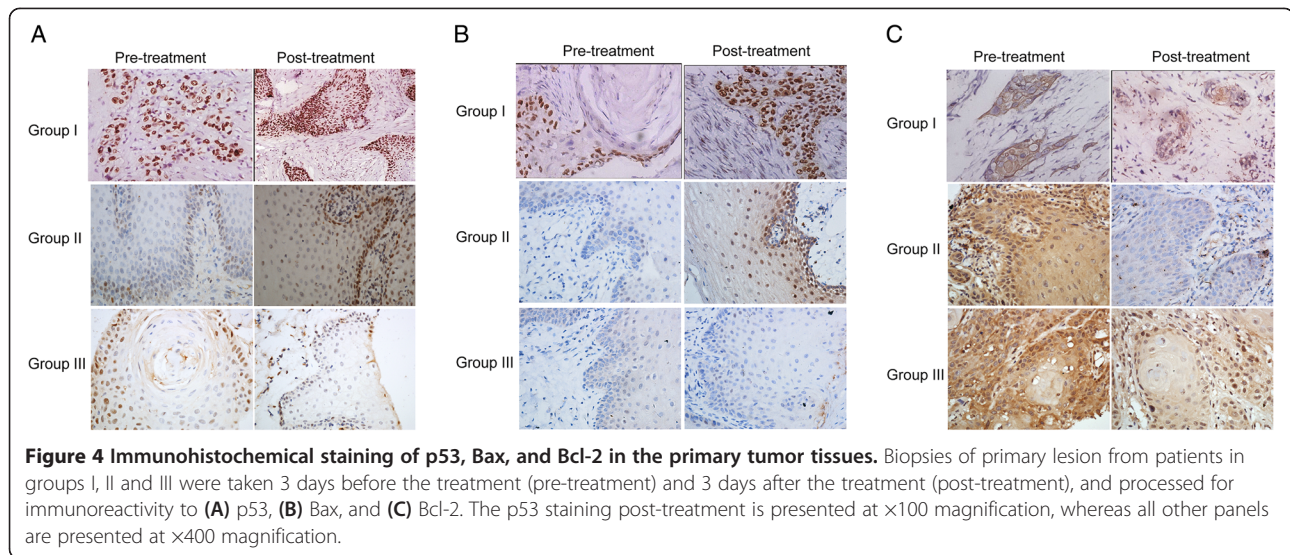 A
Pre-treatment Post-treatment
Group I
Group II
Group III
B
Pre-treatment Post-treatment
Group I
Group II
Group III
C
Pre-treatment Post-treatment
Group I
Group II
Group III
Figure 4 Immunohistochemical staining of p53, Bax, and Bcl-2 in the primary tumor tissues. Biopsies of primary lesion from patients in
groups I, II and III were taken 3 days before the treatment (pre-treatment) and 3 days after the treatment (post-treatment), and processed for
immunoreactivity to (A) p53, (B) Bax, and (C) Bcl-2. The p53 staining post-treatment is presented at ×100 magnification, whereas all other panels
are presented at ×400 magnification.